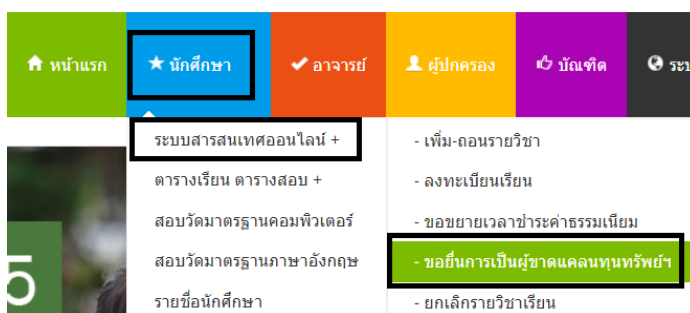 หน้าแรก
นักศึกษา
อาจารย์
ผู้ปกครอง
บัณฑิต
ระบบสารสนเทศออนไลน์ +
ตารางเรียน ตารางสอบ +
สอบวัดมาตรฐานคอมพิวเตอร์
สอบวัดมาตรฐานภาษาอังกฤษ
รายชื่อนักศึกษา
- เพิ่ม-ถอนรายวิชา
- ลงทะเบียนเรียน
- ขอขยายเวลาชำระค่าธรรมเนียม
- ขอยื่นการเป็นผู้ขาดแคลนทุนทรัพย์ฯ
- ยกเลิกรายวิชาเรียน
5